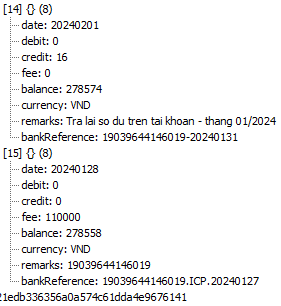 [14] {} (8)
date: 20240201
debit: 0
credit: 16
fee: 0
balance: 278574
currency: VND
remarks: Tra lai so du tren tai khoan - thang 01/2024
bankReference: 19039644146019-20240131
[15] {} (8)
date: 20240128
debit: 0
credit: 0
fee: 110000
balance: 278558
currency: VND
remarks: 19039644146019
bankReference: 19039644146019.ICP.20240127
21edb336356a0a574c61dda4e9676141